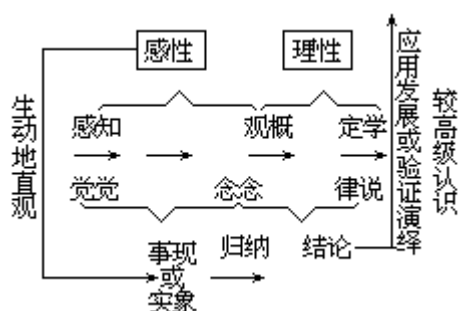 感性 理性
感知 观概 定学
觉觉 念念 律说
事现 归纳 结论
或
实象
生动地直观
应用发展或验证演绎
较高级认识